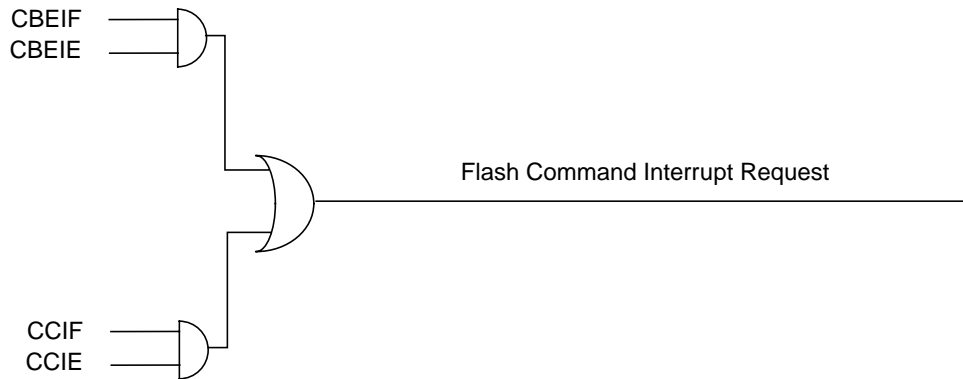 CBEIF
CBEIE
Flash Command Interrupt Request
CCIF
CCIE